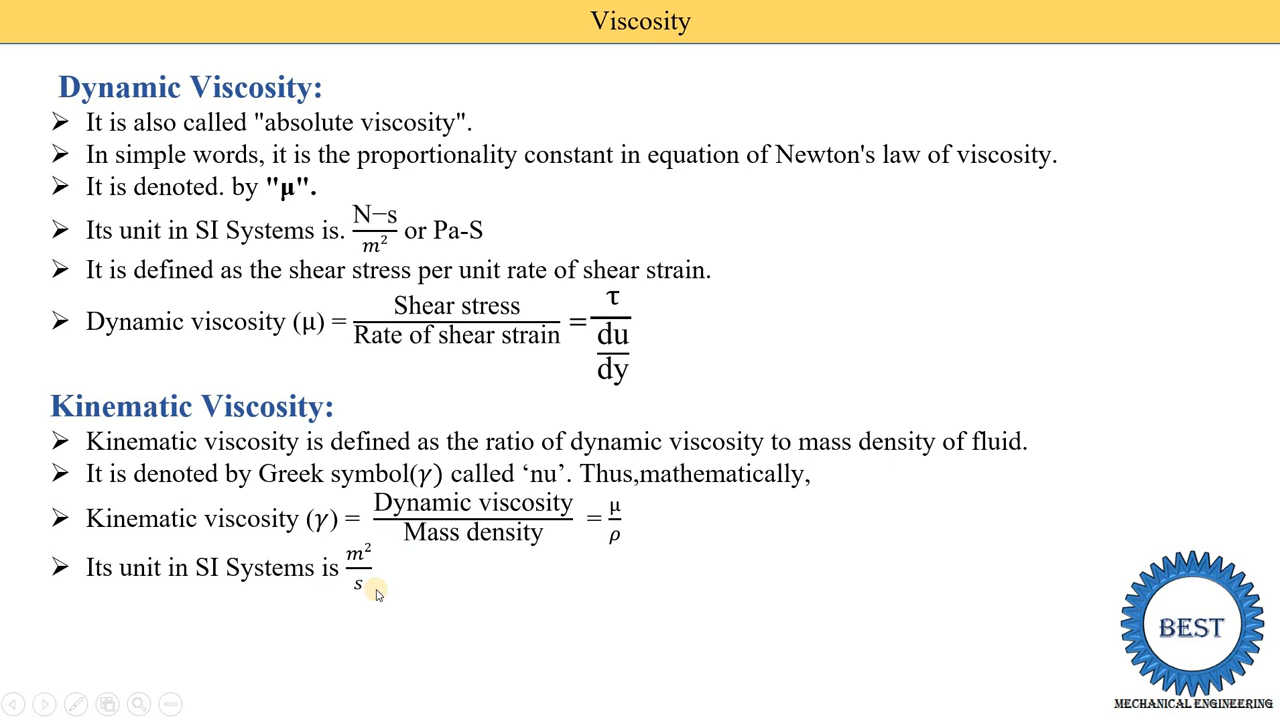 Viscosity
Dynamic Viscosity:
➢ It is also called "absolute viscosity".
➢ In simple words, it is the proportionality constant in equation of Newton's law of viscosity.
➢ It is denoted. by "μ".
➢ Its unit in SI Systems is. N−s/m² or Pa-S
➢ It is defined as the shear stress per unit rate of shear strain.
➢ Dynamic viscosity (μ) = Shear stress/Rate of shear strain = τ/(du/dy)
Kinematic Viscosity:
➢ Kinematic viscosity is defined as the ratio of dynamic viscosity to mass density of fluid.
➢ It is denoted by Greek symbol(γ) called ‘nu’. Thus,mathematically,
➢ Kinematic viscosity (γ) = Dynamic viscosity/Mass density = μ/ρ
➢ Its unit in SI Systems is m²/s
BEST
MECHANICAL ENGINEERING